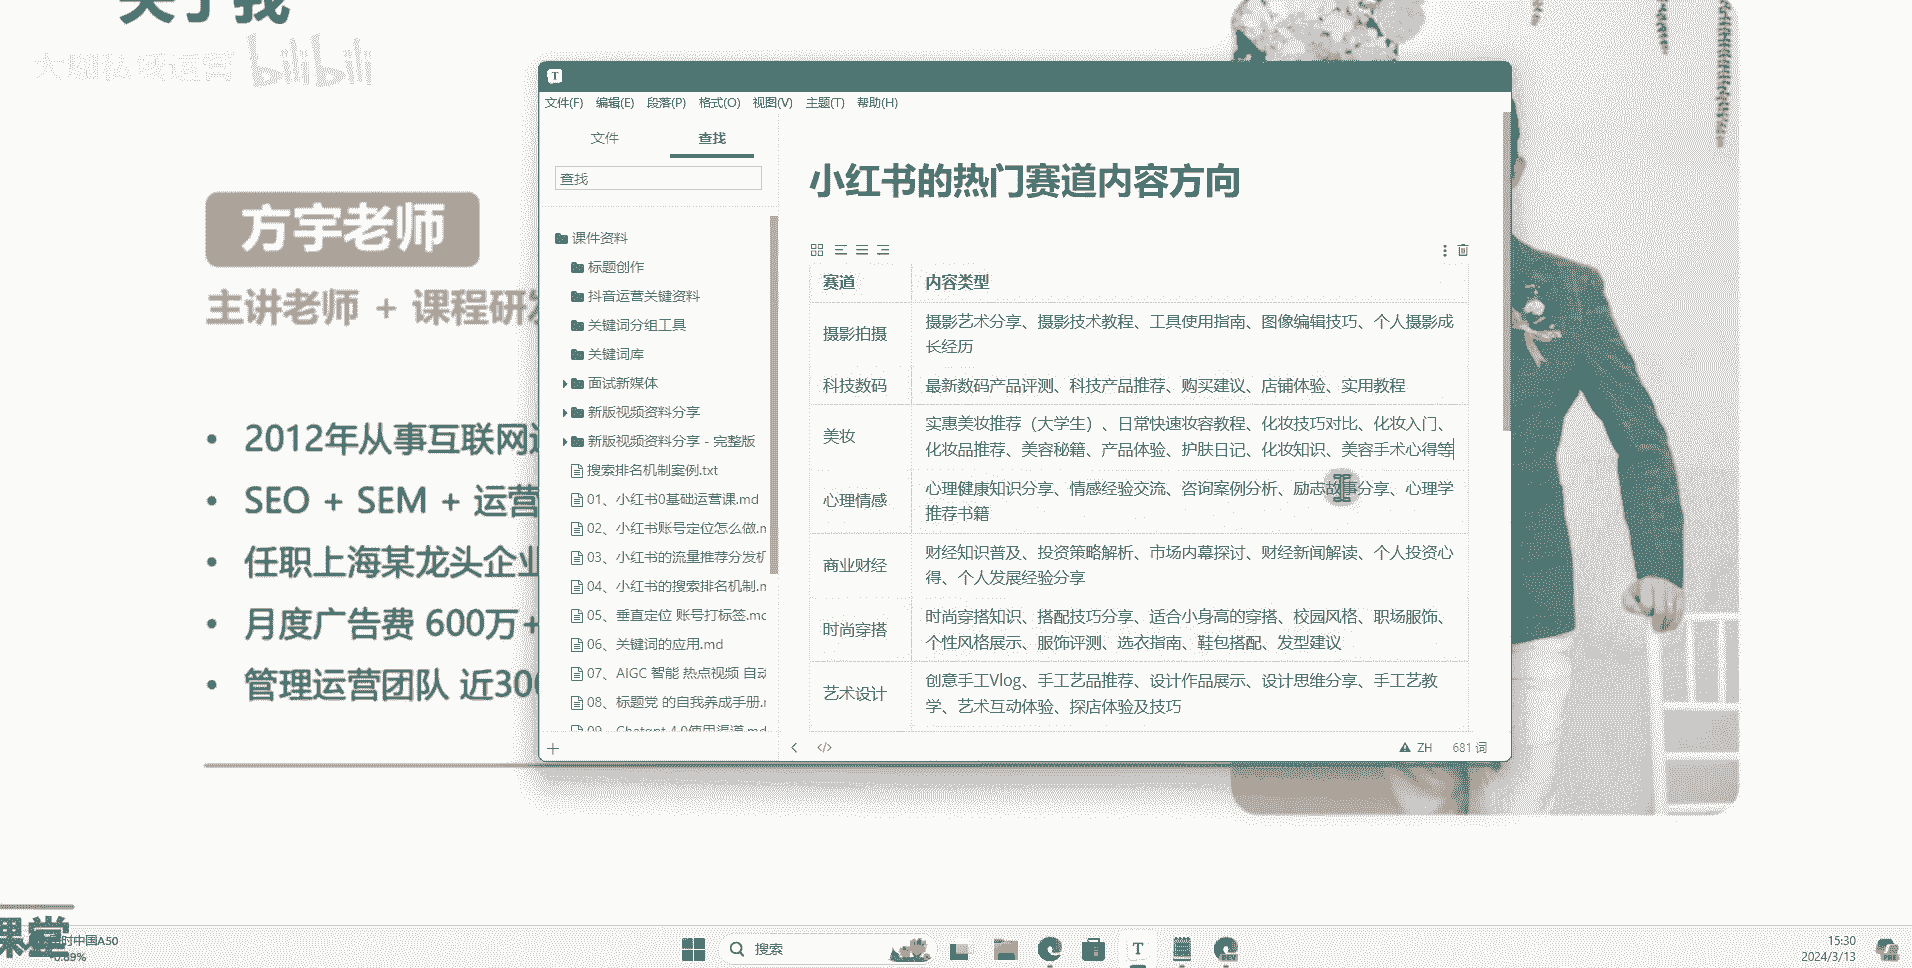 关于我
bilibili
方宇老师
主讲老师 + 课程研发
2012年从事互联网
SEO + SEM + 运营
任职上海某龙头企业
月度广告费 600万+
管理运营团队 近300
文件(F) 编辑(E) 段落(P) 格式(O) 视图(V) 主题(T) 帮助(H)
文件 查找
查找
课件资料
标题创作
抖音运营关键资料
关键词分组工具
关键词库
面试新媒体
新版视频资料分享
新版视频资料分享 - 完整版
搜索排名机制案例.txt
01、小红书0基础运营课.md
02、小红书账号定位怎么做.m
03、小红书的流量推荐分发机
04、小红书的搜索排名机制.m
05、垂直定位 账号打标签.mc
06、关键词的应用.md
07、AIGC 智能 热点视频 自动
08、标题党 的自我养成手册.r
09、Chatgpt 4.0使用渠道.md
小红书的热门赛道内容方向
赛道 内容类型
摄影拍摄 摄影艺术分享、摄影技术教程、工具使用指南、图像编辑技巧、个人摄影成
长经历
科技数码 最新数码产品评测、科技产品推荐、购买建议、店铺体验、实用教程
美妆 实惠美妆推荐（大学生）、日常快速妆容教程、化妆技巧对比、化妆入门、
化妆品推荐、美容秘籍、产品体验、护肤日记、化妆知识、美容手术心得等
心理情感 心理健康知识分享、情感经验交流、咨询案例分析、励志故事分享、心理学
推荐书籍
商业财经 财经知识普及、投资策略解析、市场内幕探讨、财经新闻解读、个人投资心
得、个人发展经验分享
时尚穿搭 时尚穿搭知识、搭配技巧分享、适合小身高的穿搭、校园风格、职场服饰、
个性风格展示、服饰评测、选衣指南、鞋包搭配、发型建议
艺术设计 创意手工Vlog、手工艺品推荐、设计作品展示、设计思维分享、手工艺教
学、艺术互动体验、探店体验及技巧
ZH 681 词
课堂
时中国A50
-0.89%
搜索
15:30
2024/3/13